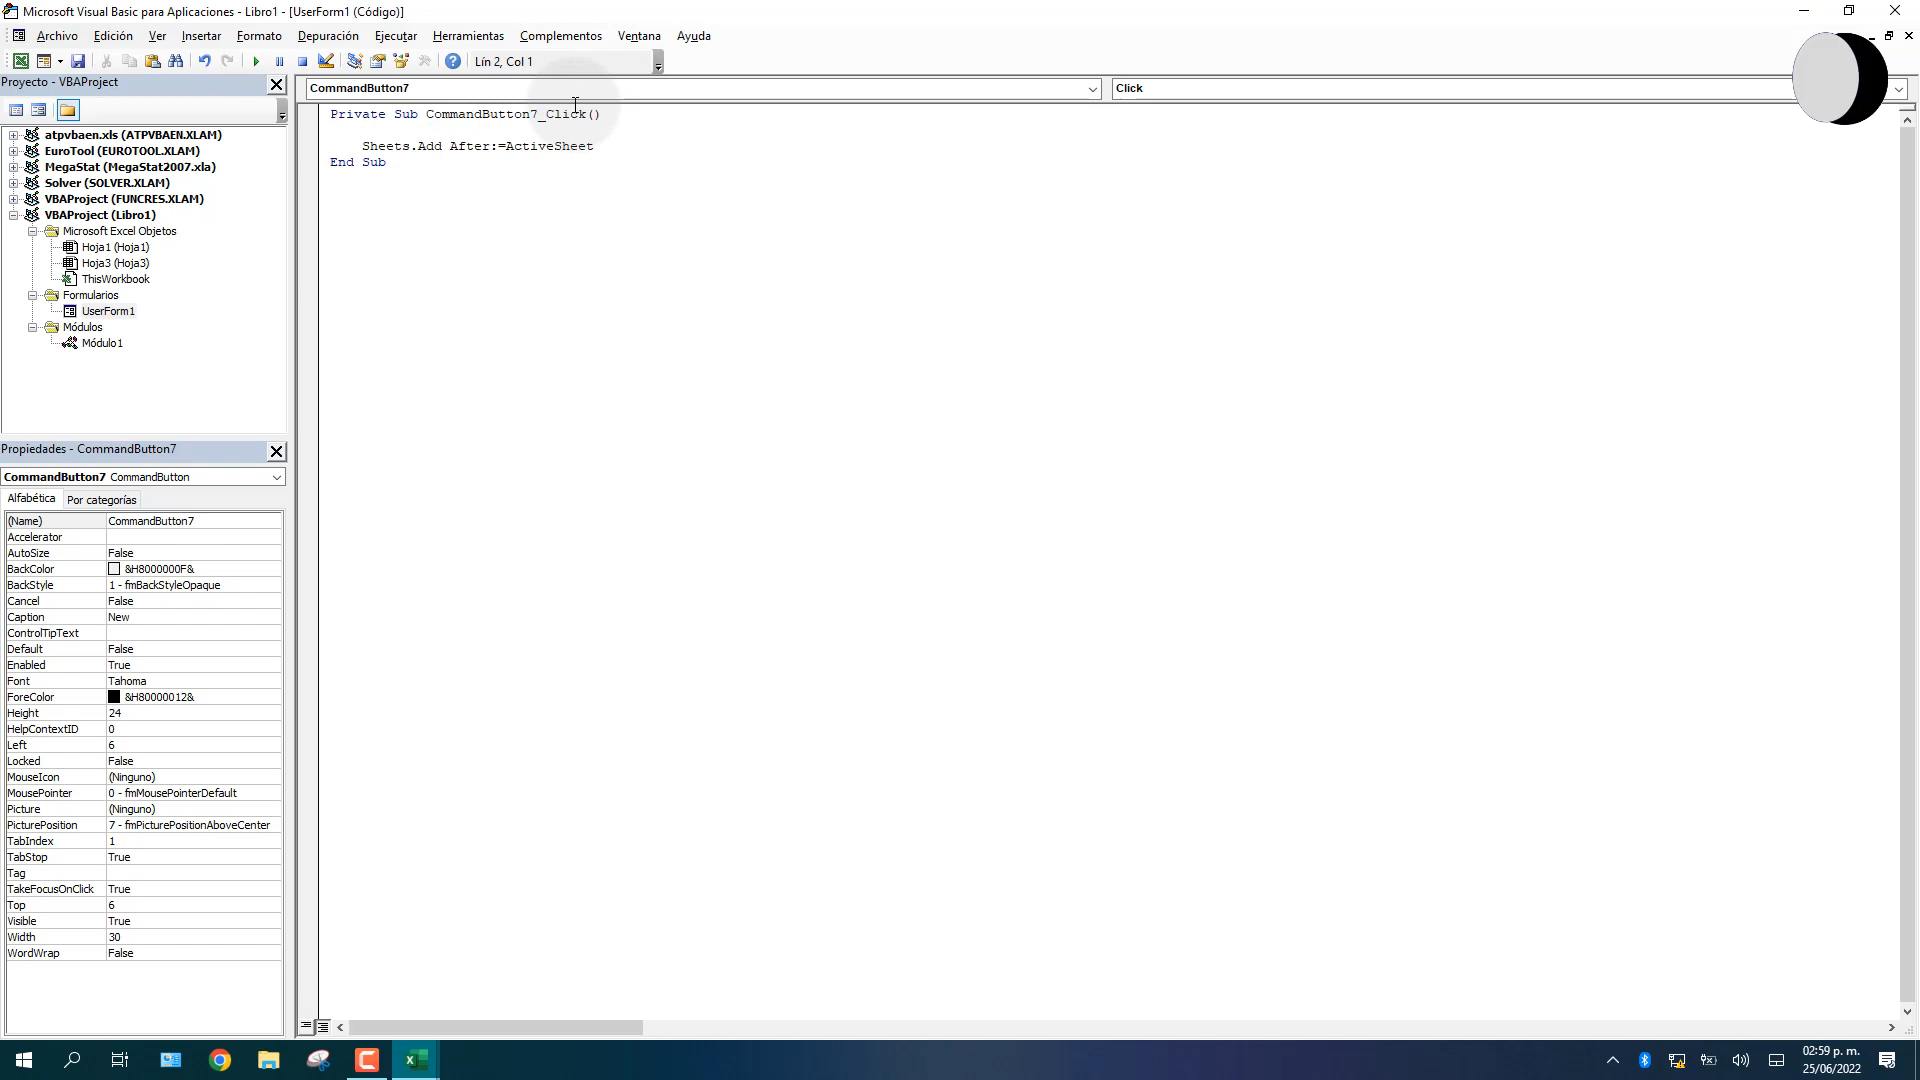 Microsoft Visual Basic para Aplicaciones - Libro1 - [UserForm1 (Código)]
Archivo Edición Ver Insertar Formato Depuración Ejecutar Herramientas Complementos Ventana Ayuda
Lín 2, Col 1
Proyecto - VBAProject
CommandButton7
Click
Private Sub CommandButton7_Click()
Sheets.Add After:=ActiveSheet
End Sub
atpvbaen.xls (ATPVBAEN.XLAM)
EuroTool (EUROTOOL.XLAM)
MegaStat (MegaStat2007.xla)
Solver (SOLVER.XLAM)
VBAProject (FUNCRES.XLAM)
VBAProject (Libro1)
Microsoft Excel Objetos
Hoja1 (Hoja1)
Hoja3 (Hoja3)
ThisWorkbook
Formularios
UserForm1
Módulos
Módulo1
Propiedades - CommandButton7
CommandButton7 CommandButton
Alfabética Por categorías
(Name) CommandButton7
Accelerator
AutoSize False
BackColor &H8000000F&
BackStyle 1 - fmBackStyleOpaque
Cancel False
Caption New
ControlTipText
Default False
Enabled True
Font Tahoma
ForeColor &H80000012&
Height 24
HelpContextID 0
Left 6
Locked False
MouseIcon (Ninguno)
MousePointer 0 - fmMousePointerDefault
Picture (Ninguno)
PicturePosition 7 - fmPicturePositionAboveCenter
TabIndex 1
TabStop True
Tag
TakeFocusOnClick True
Top 6
Visible True
Width 30
WordWrap False
02:59 p. m.
25/06/2022